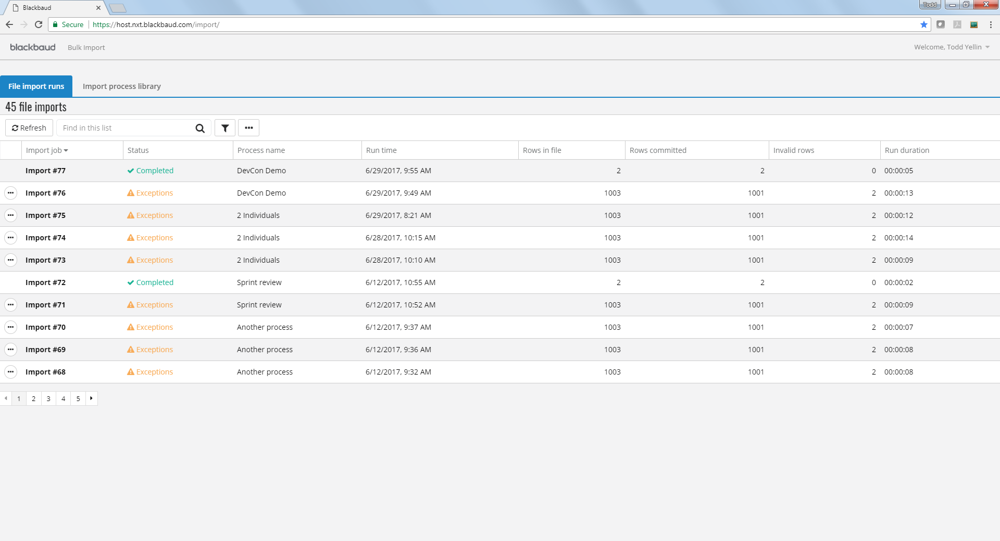 Blackbaud
Todd
Secure https://host.nxt.blackbaud.com/import/
blackbaud Bulk Import Welcome, Todd Yellin
File import runs Import process library
45 file imports
Refresh Find in this list
Import job Status Process name Run time Rows in file Rows committed Invalid rows Run duration
Import #77 Completed DevCon Demo 6/29/2017, 9:55 AM 2 2 0 00:00:05
Import #76 Exceptions DevCon Demo 6/29/2017, 9:49 AM 1003 1001 2 00:00:13
Import #75 Exceptions 2 Individuals 6/29/2017, 8:21 AM 1003 1001 2 00:00:12
Import #74 Exceptions 2 Individuals 6/28/2017, 10:15 AM 1003 1001 2 00:00:14
Import #73 Exceptions 2 Individuals 6/28/2017, 10:10 AM 1003 1001 2 00:00:09
Import #72 Completed Sprint review 6/12/2017, 10:55 AM 2 2 0 00:00:02
Import #71 Exceptions Sprint review 6/12/2017, 10:52 AM 1003 1001 2 00:00:09
Import #70 Exceptions Another process 6/12/2017, 9:37 AM 1003 1001 2 00:00:07
Import #69 Exceptions Another process 6/12/2017, 9:36 AM 1003 1001 2 00:00:08
Import #68 Exceptions Another process 6/12/2017, 9:32 AM 1003 1001 2 00:00:08
1 2 3 4 5